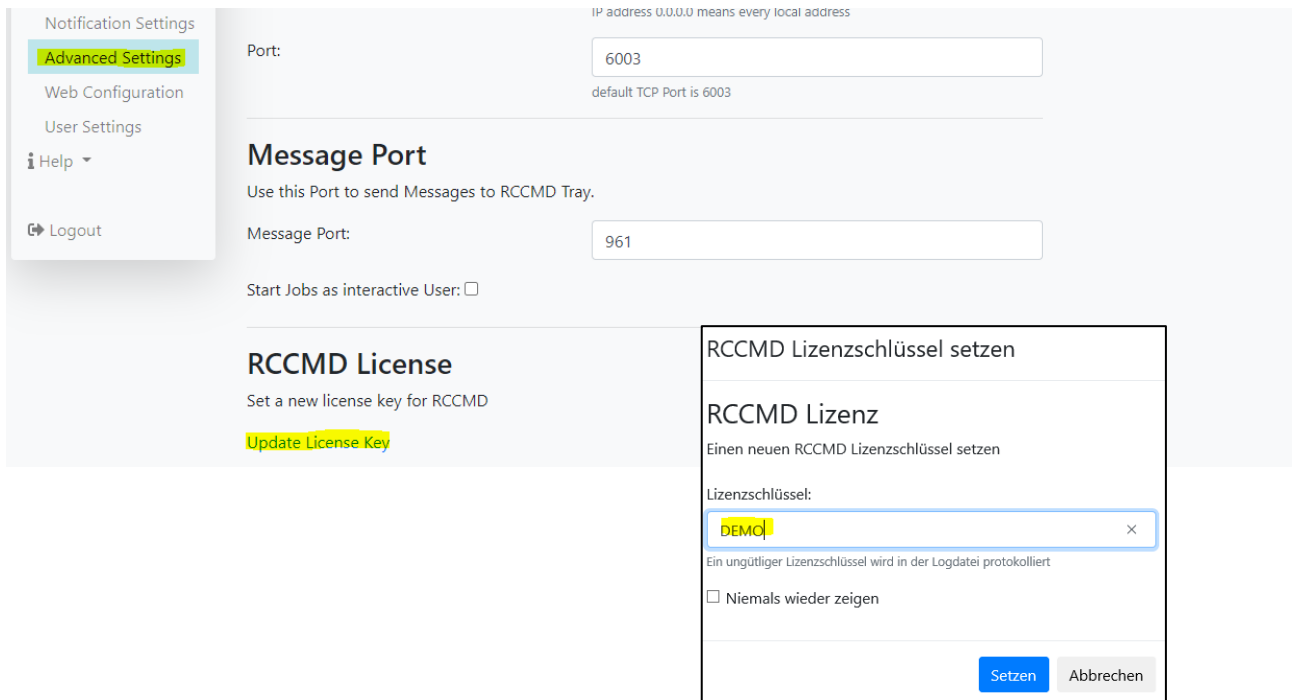 Notification Settings
Advanced Settings
Web Configuration
User Settings
Help
Logout
IP address 0.0.0.0 means every local address
Port:
6003
default TCP Port is 6003
Message Port
Use this Port to send Messages to RCCMD Tray.
Message Port:
961
Start Jobs as interactive User:
RCCMD License
Set a new license key for RCCMD
Update License Key
RCCMD Lizenzschlüssel setzen
RCCMD Lizenz
Einen neuen RCCMD Lizenzschlüssel setzen
Lizenzschlüssel:
DEMO
Ein ungütliger Lizenzschlüssel wird in der Logdatei protokolliert
Niemals wieder zeigen
Setzen Abbrechen